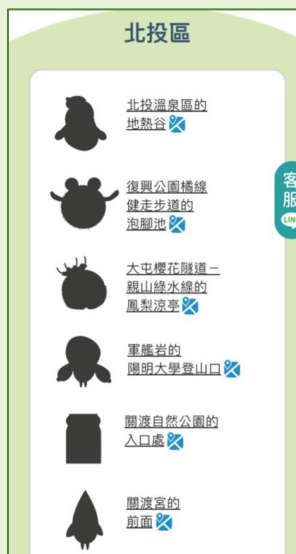 北投區
北投溫泉區的
地熱谷
客服
LINE
復興公園橘線
健走步道的
泡腳池
大屯櫻花隧道－
親山綠水線的
鳳梨涼亭
軍艦岩的
陽明大學登山口
關渡自然公園的
入口處
關渡宮的
前面